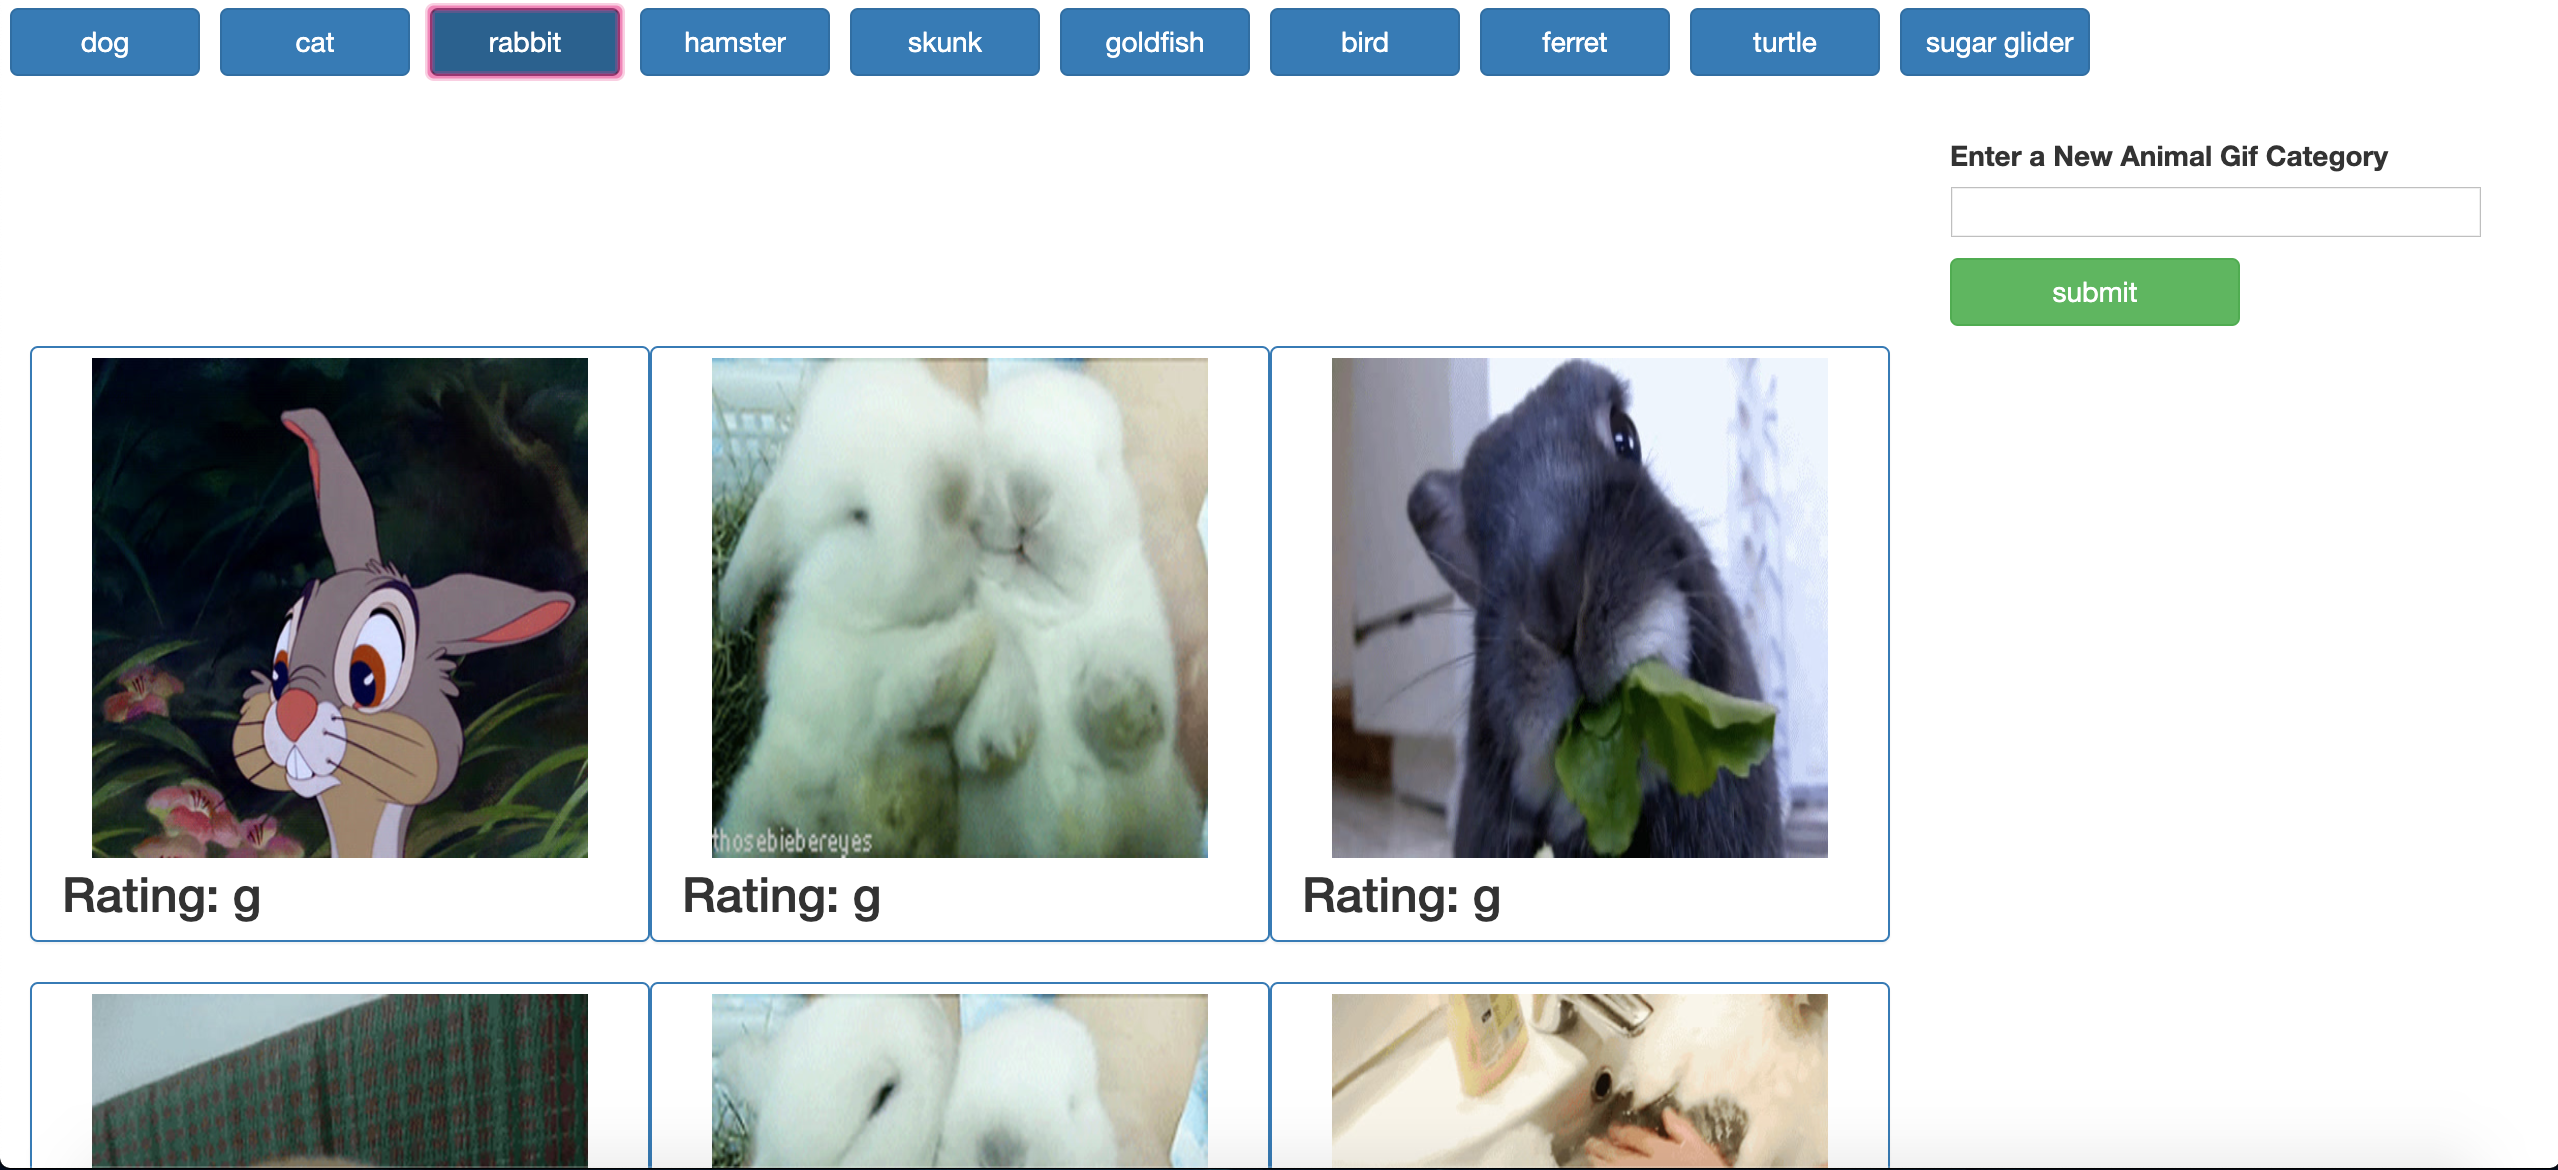 dog
cat
rabbit
hamster
skunk
goldfish
bird
ferret
turtle
sugar glider
Enter a New Animal Gif Category
submit
thosebiebereyes
Rating: g
Rating: g
Rating: g